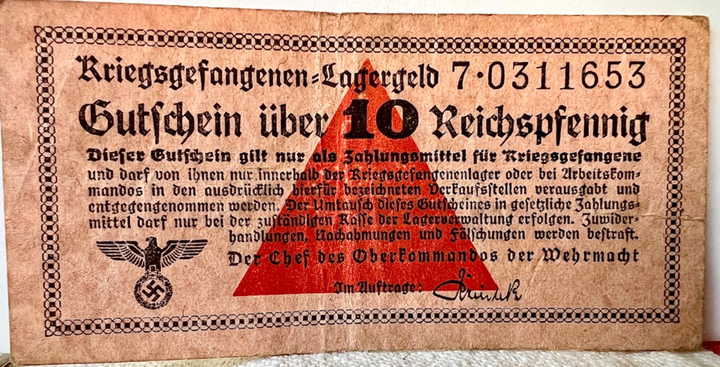 Kriegsgefangenen-Lagergeld 7·0311653
Gutschein über 10 Reichspfennig
Dieser Gutschein gilt nur als Zahlungsmittel für Kriegsgefangene
und darf von ihnen nur innerhalb der Kriegsgefangenenlager oder bei Arbeitskom-
mandos in den ausdrücklich hierfür bezeichneten Verkaufsstellen verausgabt und
entgegengenommen werden. Der Umtausch dieses Gutscheines in gesetzliche Zahlungs-
mittel darf nur bei der zuständigen Kasse der Lagerverwaltung erfolgen. Zuwider-
handlungen, Nachahmungen und Fälschungen werden bestraft.
Der Chef des Oberkommandos der Wehrmacht
Im Auftrage: